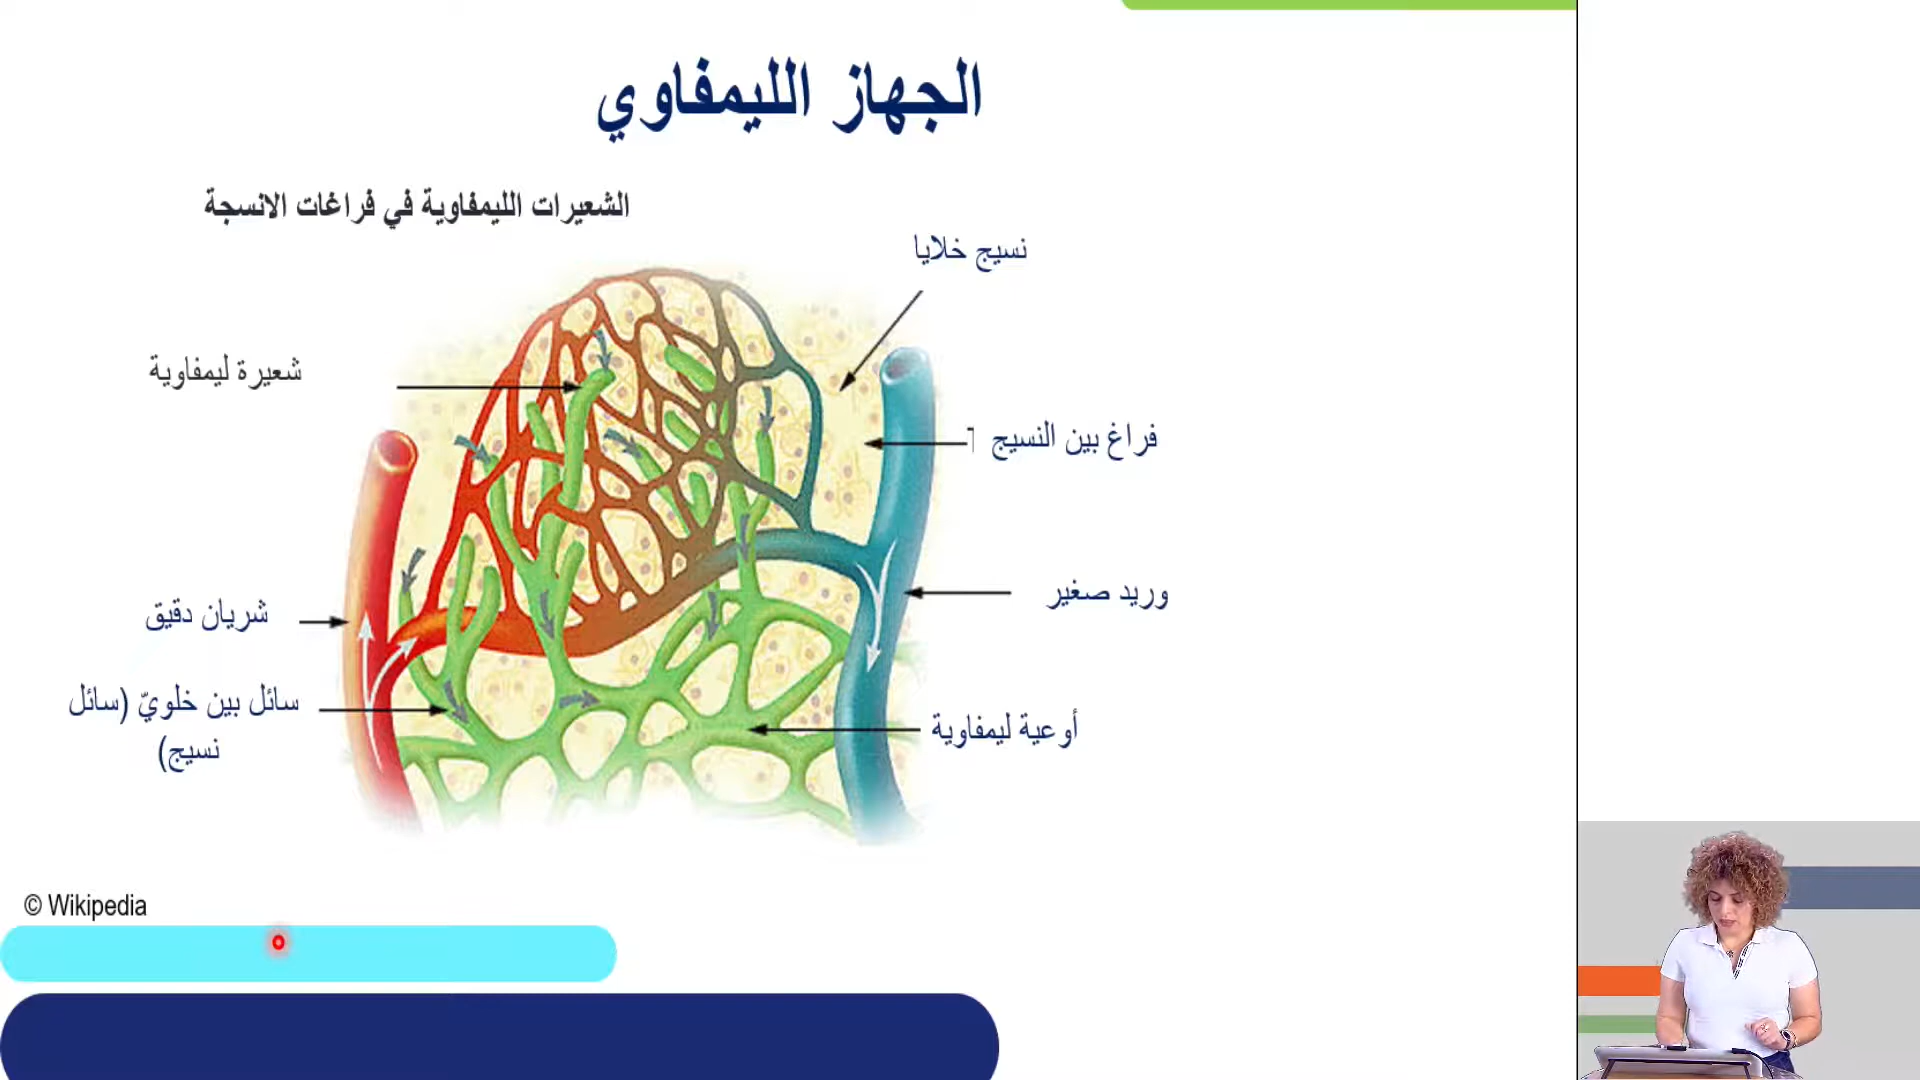 الجهاز الليمفاوي
الشعيرات الليمفاوية في فراغات الانسجة
نسيج خلايا
شعيرة ليمفاوية
فراغ بين النسيج
وريد صغير
شريان دقيق
سائل بين خلويّ (سائل
نسيج)
أوعية ليمفاوية
© Wikipedia